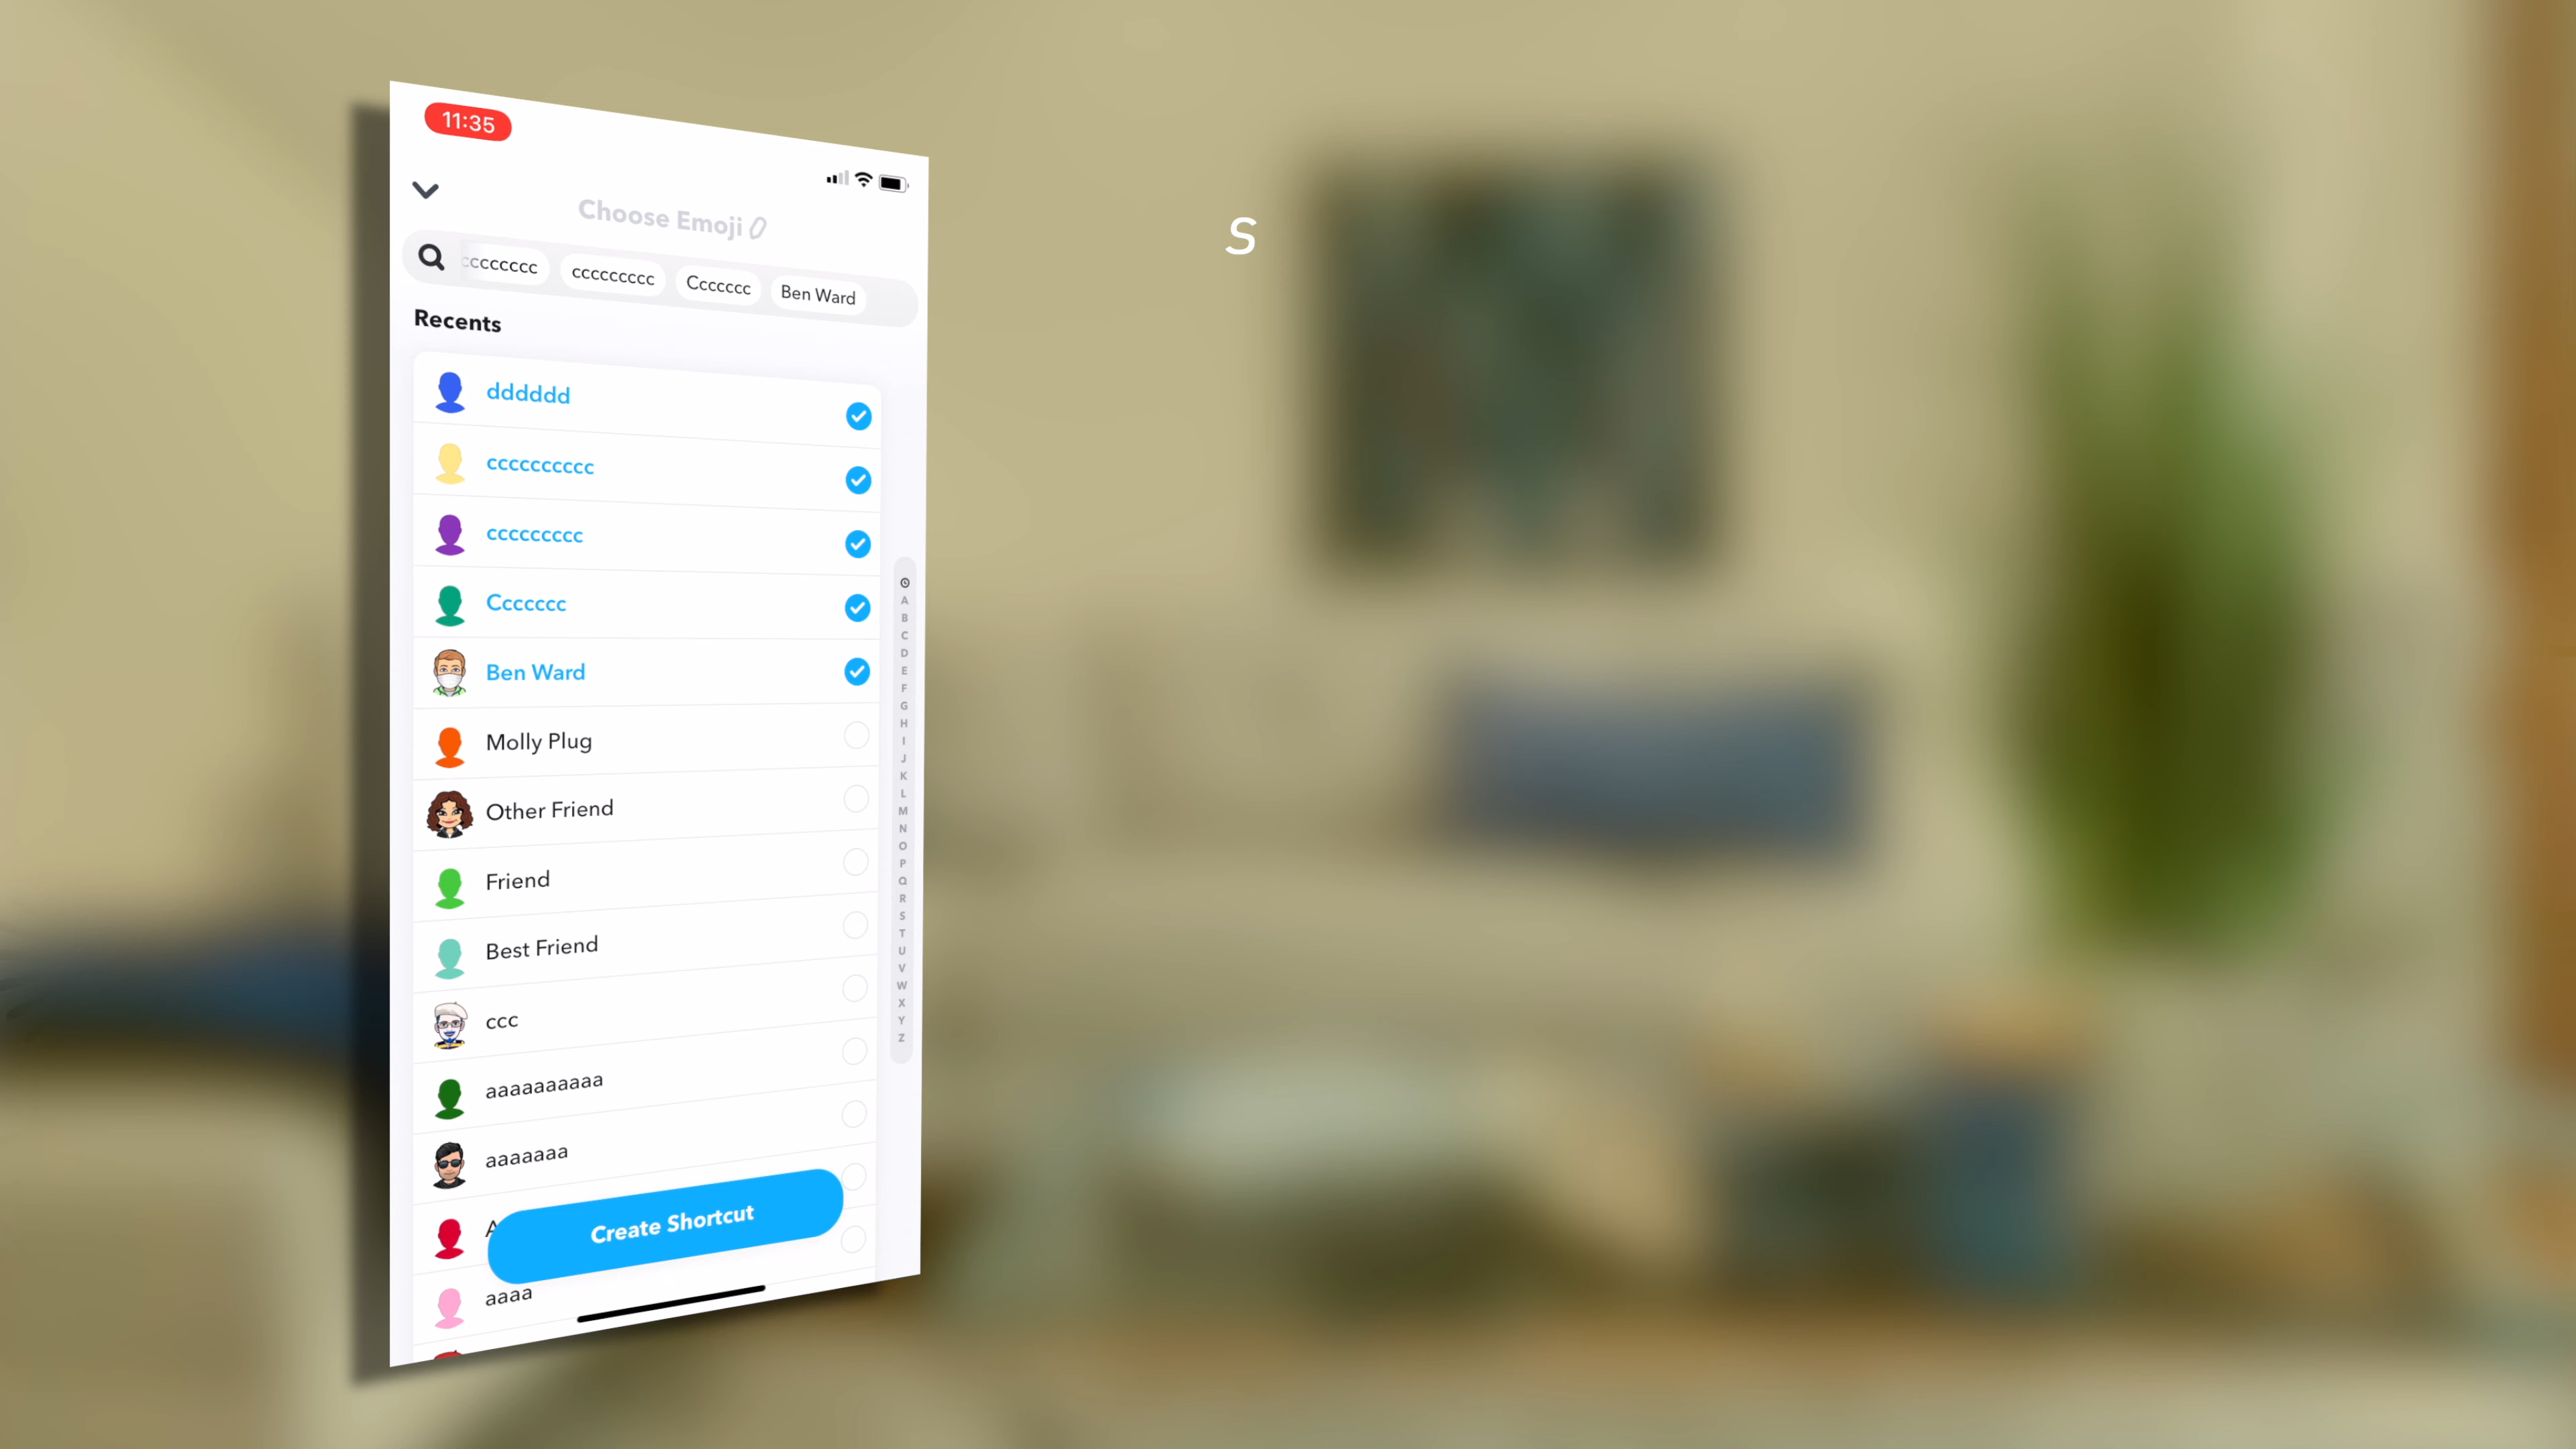 11:35
Choose Emoji
cccccccc
cccccccccc
Ccccccc
Ben Ward
Recents
dddddd
cccccccccc
ccccccccc
Ccccccc
Ben Ward
Molly Plug
Other Friend
Friend
Best Friend
ccc
aaaaaaaaaa
aaaaaaa
A
Create Shortcut
aaaa
A
B
C
D
E
F
G
H
I
J
K
L
M
N
O
P
Q
R
S
T
U
V
W
X
Y
Z
S